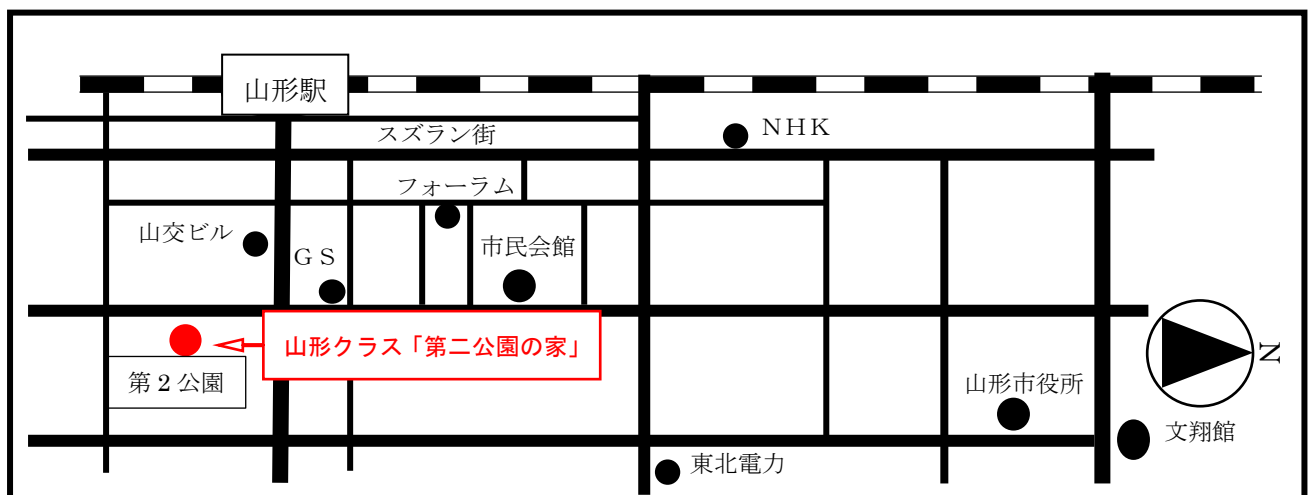 山形駅
NHK
スズラン街
フォーラム
山交ビル
市民会館
GS
山形クラス「第二公園の家」
N
第2公園
山形市役所
文翔館
東北電力